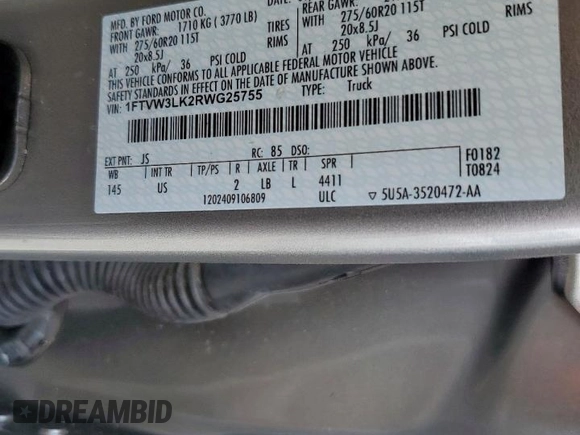 MFD. BY FORD MOTOR CO.
FRONT GAWR: 1710 KG ( 3770 LB)
WITH 275/60R20 115T TIRES
20x8.5J RIMS
AT 250 kPa/ 36 PSI COLD
REAR GAWR:
WITH 275/60R20 115T
20x8.5J RIMS
AT 250 kPa/ 36 PSI COLD
THIS VEHICLE CONFORMS TO ALL APPLICABLE FEDERAL MOTOR VEHICLE
SAFETY STANDARDS IN EFFECT ON THE DATE OF MANUFACTURE SHOWN ABOVE.
VIN: 1FTVW3LK2RWG25755 TYPE: Truck
EXT PNT: JS RC: 85 DSO:
WB INT TR TP/PS R AXLE TR SPR
145 US 2 LB L 4411
1202409106809 ULC
F0182
T0824
5U5A-3520472-AA
DREAMBID